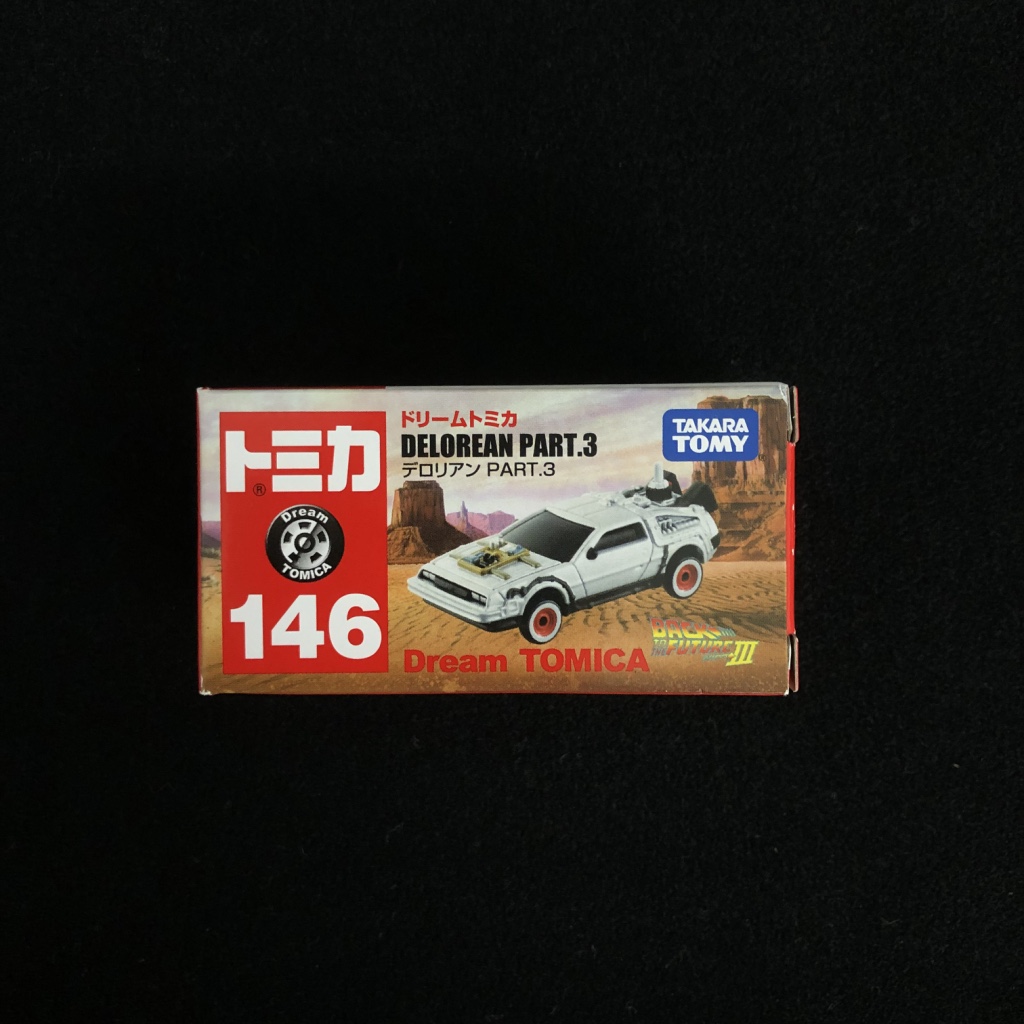 トミカ
®
Dream
TOMICA
146
ドリームトミカ
DELOREAN PART.3
デロリアン PART.3
TAKARA
TOMY
Dream TOMICA
BACK
TO THE FUTURE
III